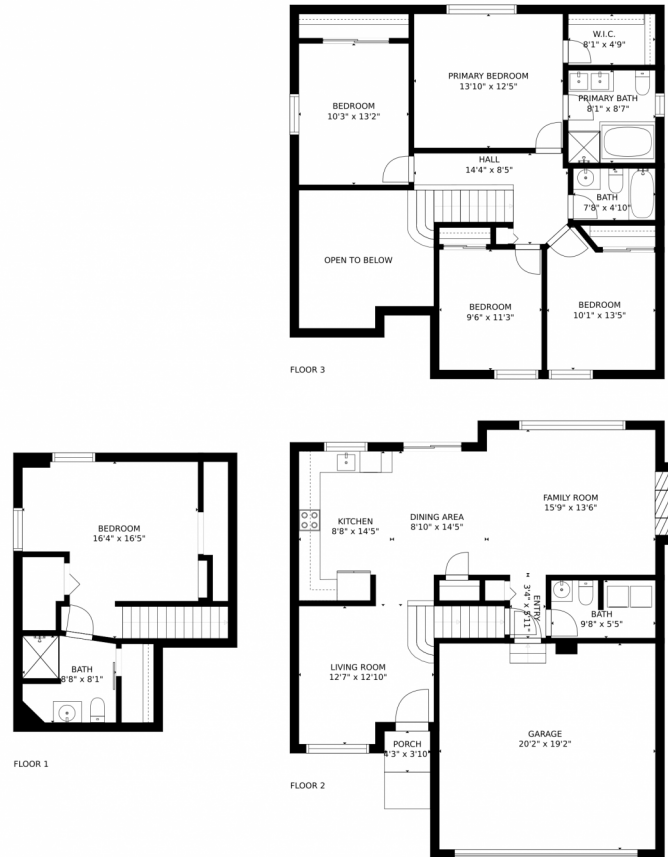 W.I.C.
8'1" x 4'9"
PRIMARY BEDROOM
13'10" x 12'5"
BEDROOM
10'3" x 13'2"
PRIMARY BATH
8'1" x 8'7"
HALL
14'4" x 8'5"
BATH
7'8" x 4'10"
OPEN TO BELOW
BEDROOM
9'6" x 11'3"
BEDROOM
10'1" x 13'5"
FLOOR 3
BEDROOM
16'4" x 16'5"
BATH
8'8" x 8'1"
FLOOR 1
FAMILY ROOM
15'9" x 13'6"
KITCHEN
8'8" x 14'5"
DINING AREA
8'10" x 14'5"
ENTRY
BATH
9'8" x 5'5"
LIVING ROOM
12'7" x 12'10"
GARAGE
20'2" x 19'2"
PORCH
4'3" x 3'10"
FLOOR 2